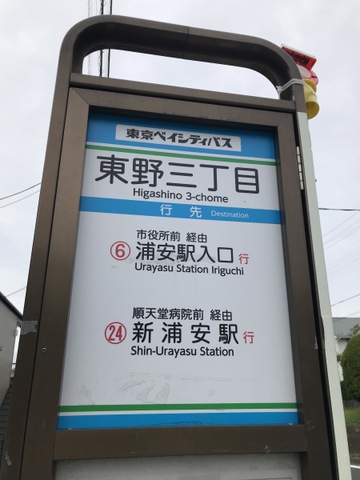 東京ベイシティバス
東野三丁目
Higashino 3-chome
行先 Destination
市役所前 経由
⑥ 浦安駅入口 行
Urayasu Station Iriguchi
順天堂病院前 経由
㉔ 新浦安駅 行
Shin-Urayasu Station